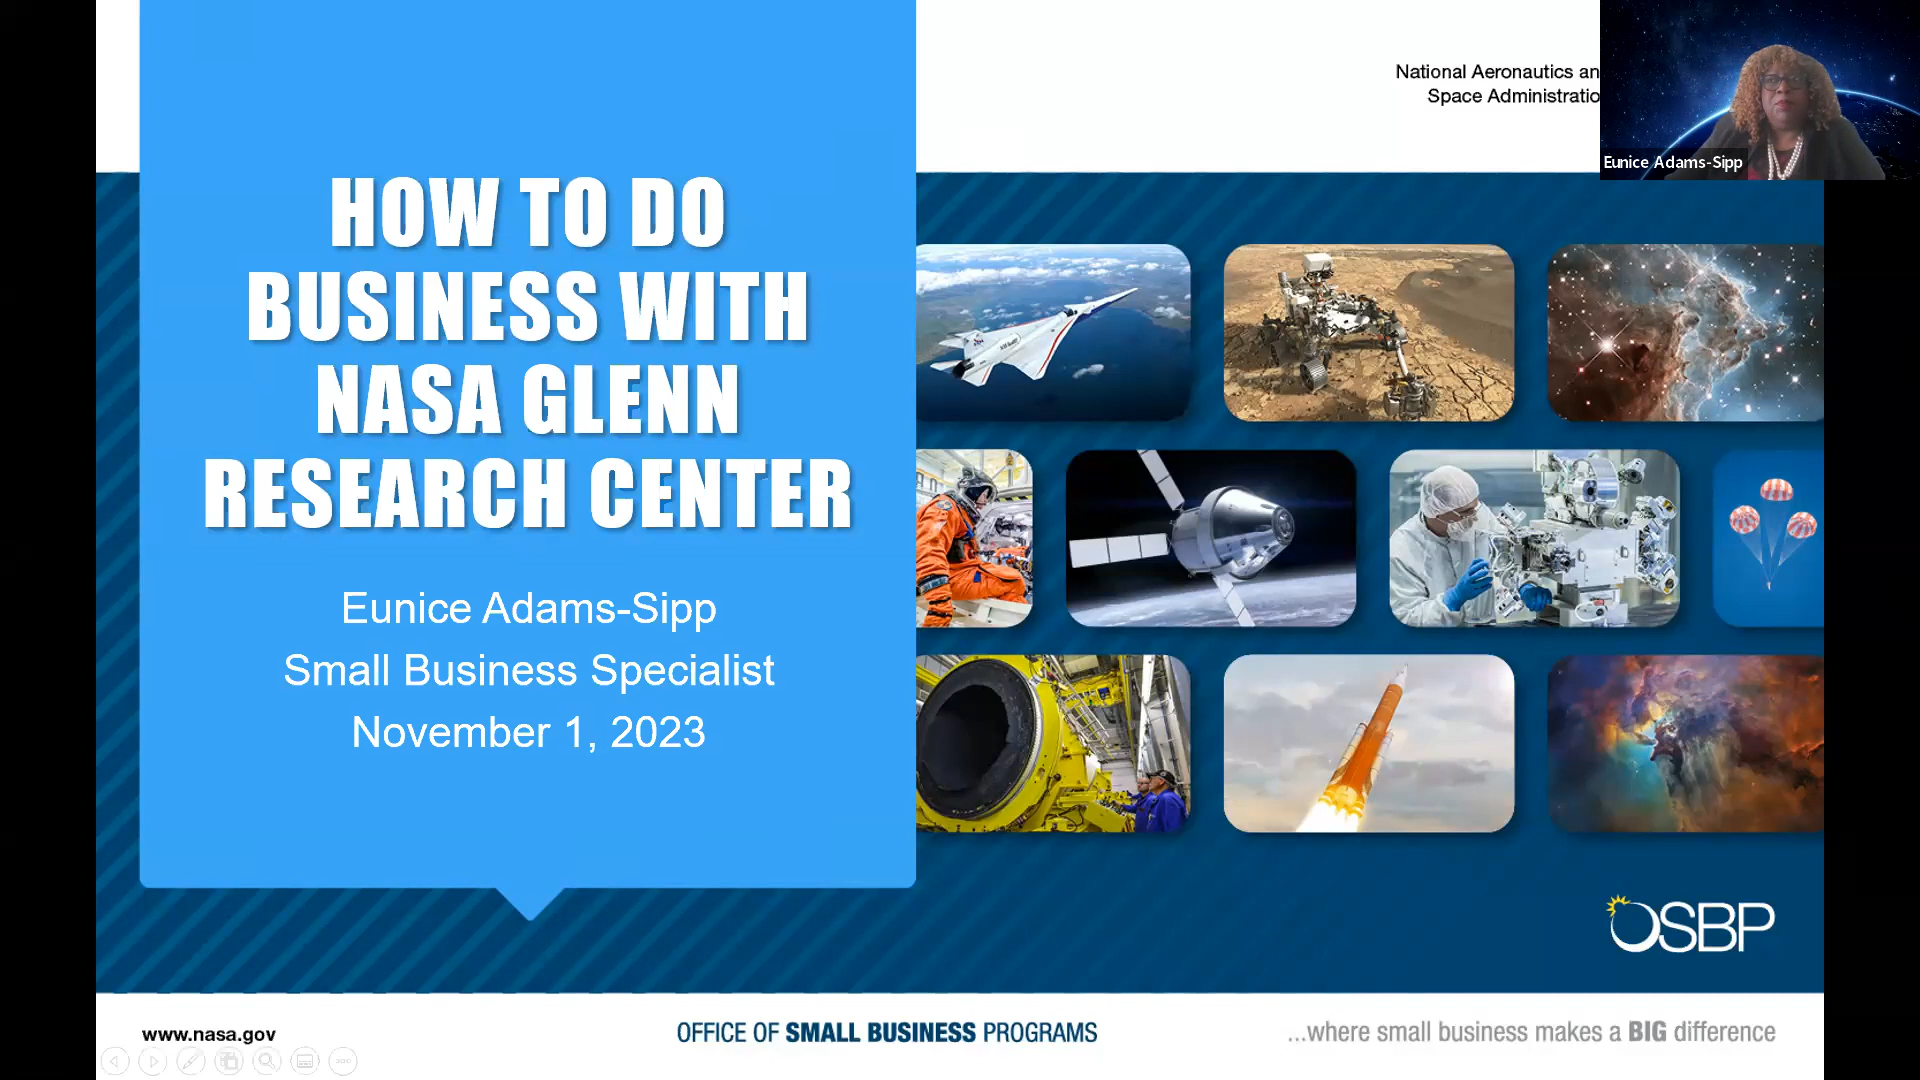 National Aeronautics an
Space Administratio
Eunice Adams-Sipp
HOW TO DO
BUSINESS WITH
NASA GLENN
RESEARCH CENTER
Eunice Adams-Sipp
Small Business Specialist
November 1, 2023
OSBP
www.nasa.gov
OFFICE OF SMALL BUSINESS PROGRAMS
...where small business makes a BIG difference